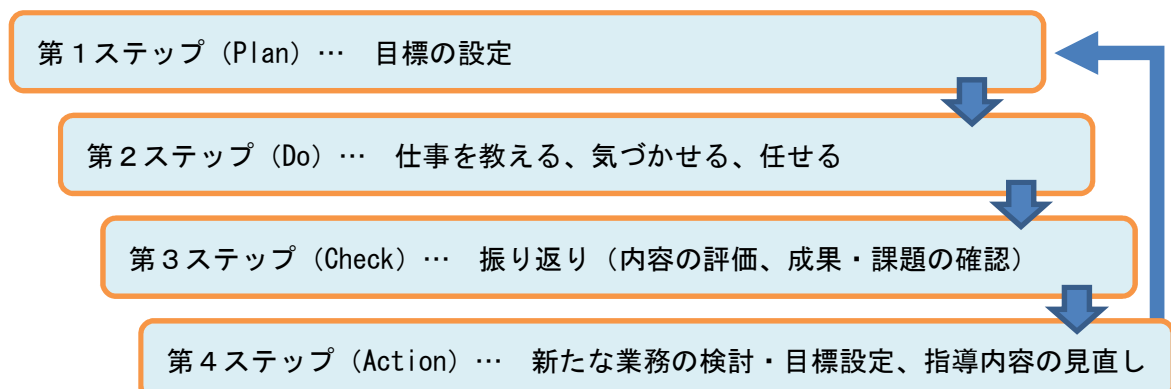 第１ステップ（Plan）…　目標の設定
第２ステップ（Do）…　仕事を教える、気づかせる、任せる
第３ステップ（Check）…　振り返り（内容の評価、成果・課題の確認）
第４ステップ（Action）…　新たな業務の検討・目標設定、指導内容の見直し